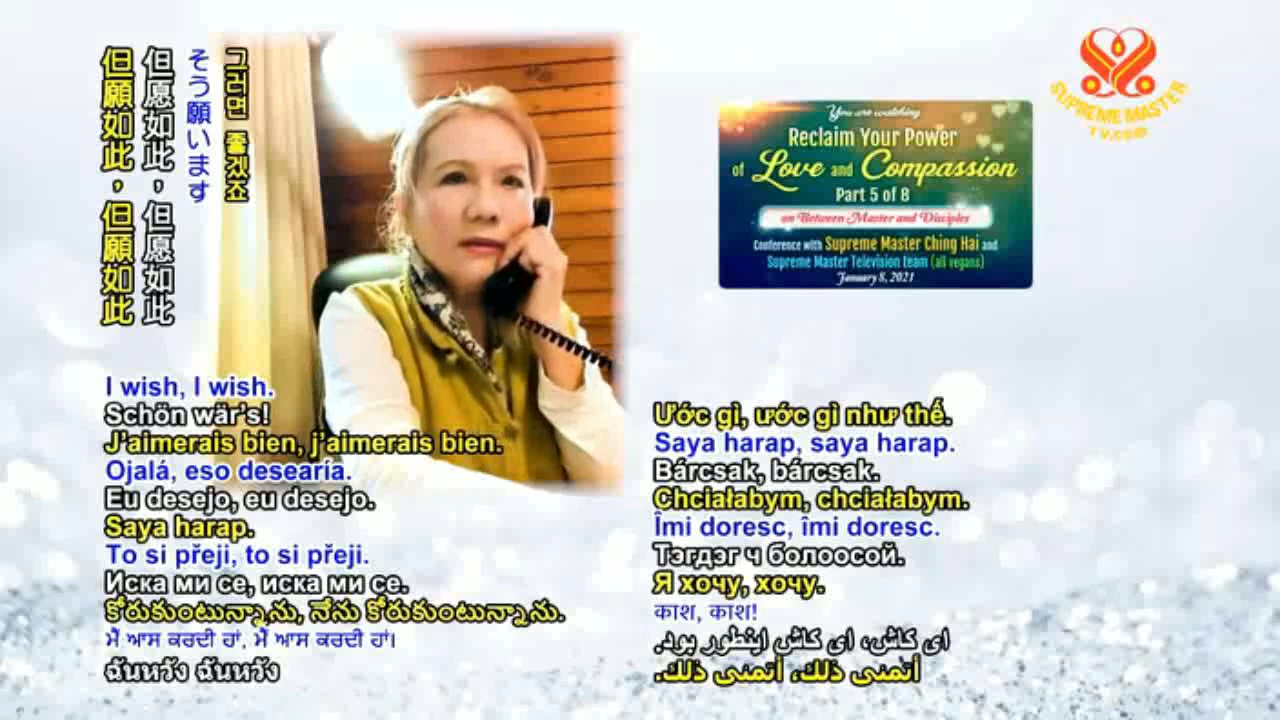 그러면 좋겠죠
そう願います
但愿如此，但愿如此
但願如此，但願如此
I wish, I wish.
Schön wär's!
J'aimerais bien, j'aimerais bien.
Ojalá, eso desearía.
Eu desejo, eu desejo.
Saya harap.
To si přeji, to si přeji.
Иска ми се, иска ми се.
కోరుకుంటున్నాను, నేను కోరుకుంటున్నాను.
ਮੈਂ ਆਸ ਕਰਦੀ ਹਾਂ, ਮੈਂ ਆਸ ਕਰਦੀ ਹਾਂ।
ฉันหวัง ฉันหวัง
You are watching
Reclaim Your Power
of Love and Compassion
Part 5 of 8
on Between Master and Disciples
Conference with Supreme Master Ching Hai and
Supreme Master Television team (all vegans)
January 8, 2021
SUPREME MASTER
TV.com
Ước gì, ước gì như thế.
Saya harap, saya harap.
Bárcsak, bárcsak.
Chciałabym, chciałabym.
Îmi doresc, îmi doresc.
Тэгдэг ч болоосой.
Я хочу, хочу.
काश, काश!
ای کاش، ای کاش اینطور بود.
أتمنى ذلك، أتمنى ذلك.